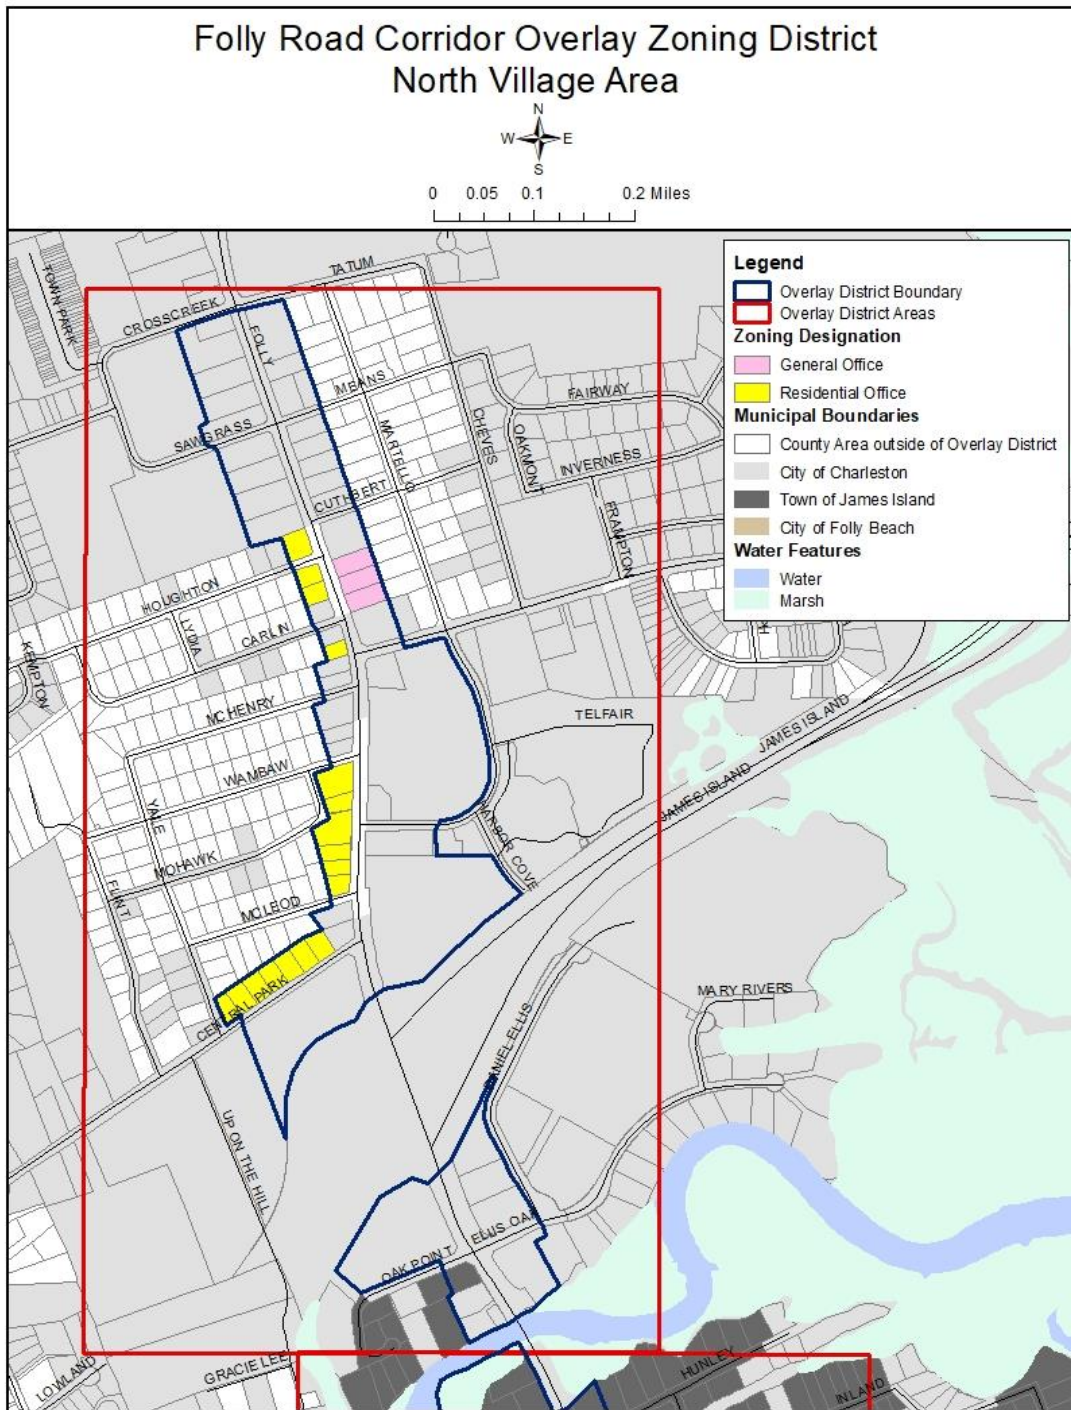 Folly Road Corridor Overlay Zoning District
North Village Area
N
W
E
S
0 0.05 0.1 0.2 Miles
Legend
Overlay District Boundary
Overlay District Areas
Zoning Designation
General Office
Residential Office
Municipal Boundaries
County Area outside of Overlay District
City of Charleston
Town of James Island
City of Folly Beach
Water Features
Water
Marsh
TOWN PARK
CROSSCREEK
TATUM
FOLLY
MEANS
FAIRWAY
SAWGRASS
MARTELLO
CHEVES
OAKMONT
INVERNESS
CUTHBERT
FRAMPTON
HOUGHTON
LYDIA
CARLIN
KEMPTON
MCHENRY
TELFAIR
JAMES ISLAND
JAMES ISLAND
WAMBAW
YALE
HARBOR COVE
MOHAWK
FLINT
MCLEOD
CENTRAL PARK
MARY RIVERS
DANIEL ELLIS
UP ON THE HILL
ELLIS OAK
OAK POINT
GRACIE LEE
LOWLAND
HUNLEY
INLAND